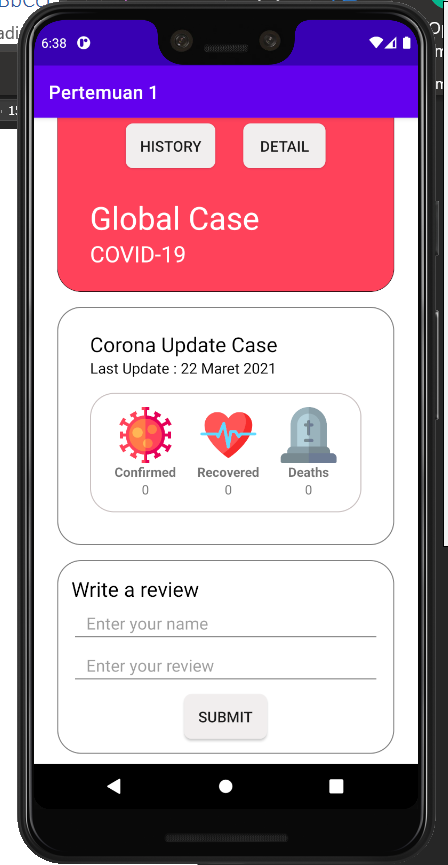 6:38
Pertemuan 1
HISTORY DETAIL
Global Case
COVID-19
Corona Update Case
Last Update : 22 Maret 2021
Confirmed Recovered Deaths
0 0 0
Write a review
Enter your name
Enter your review
SUBMIT